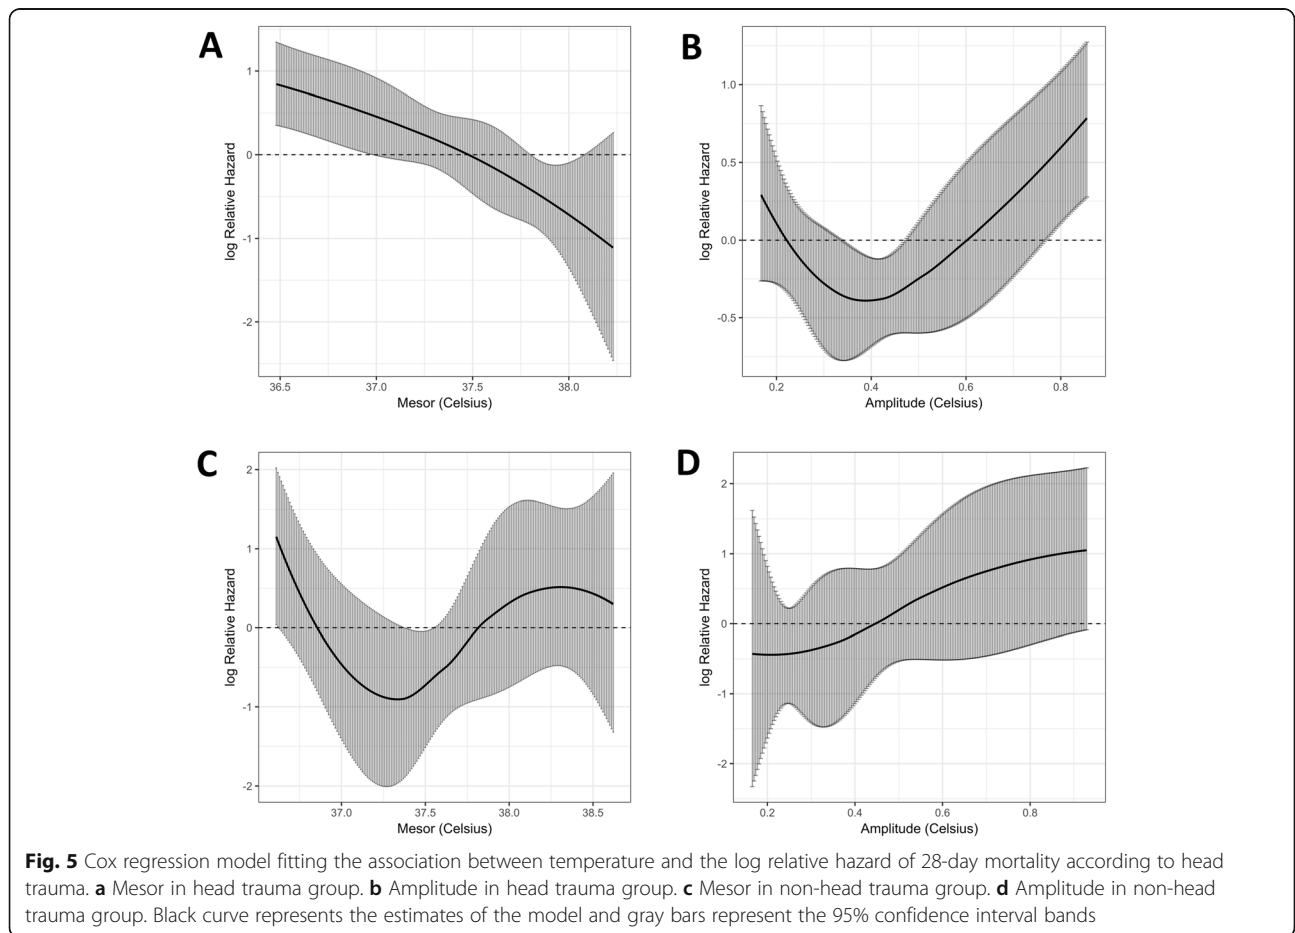 A
log Relative Hazard
1
0
-1
-2
36.5 37.0 37.5 38.0
Mesor (Celsius)
B
log Relative Hazard
1.0
0.5
0.0
-0.5
0.2 0.4 0.6 0.8
Amplitude (Celsius)
C
log Relative Hazard
2
1
0
-1
-2
37.0 37.5 38.0 38.5
Mesor (Celsius)
D
log Relative Hazard
2
1
0
-1
-2
0.2 0.4 0.6 0.8
Amplitude (Celsius)
Fig. 5 Cox regression model fitting the association between temperature and the log relative hazard of 28-day mortality according to head
trauma. a Mesor in head trauma group. b Amplitude in head trauma group. c Mesor in non-head trauma group. d Amplitude in non-head
trauma group. Black curve represents the estimates of the model and gray bars represent the 95% confidence interval bands